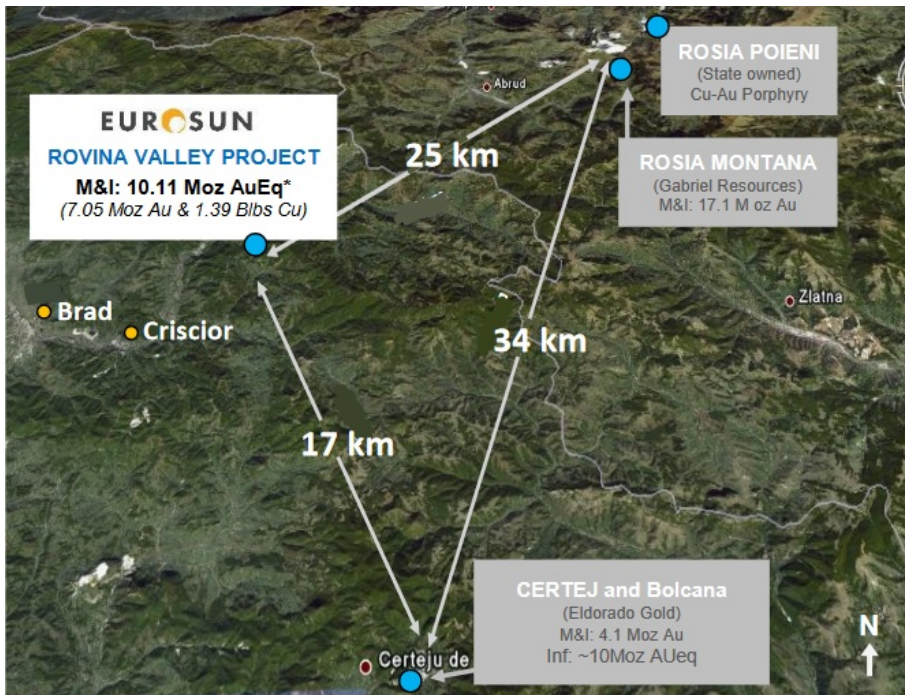 EUROSUN
ROVINA VALLEY PROJECT
M&I: 10.11 Moz AuEq*
(7.05 Moz Au & 1.39 Blbs Cu)
Abrud
25 km
ROSIA POIENI
(State owned)
Cu-Au Porphyry
ROSIA MONTANA
(Gabriel Resources)
M&I: 17.1 M oz Au
Brad
Criscior
Zlatna
34 km
17 km
CERTEJ and Bolcana
(Eldorado Gold)
M&I: 4.1 Moz Au
Inf: ~10Moz AUeq
Certeju de
N